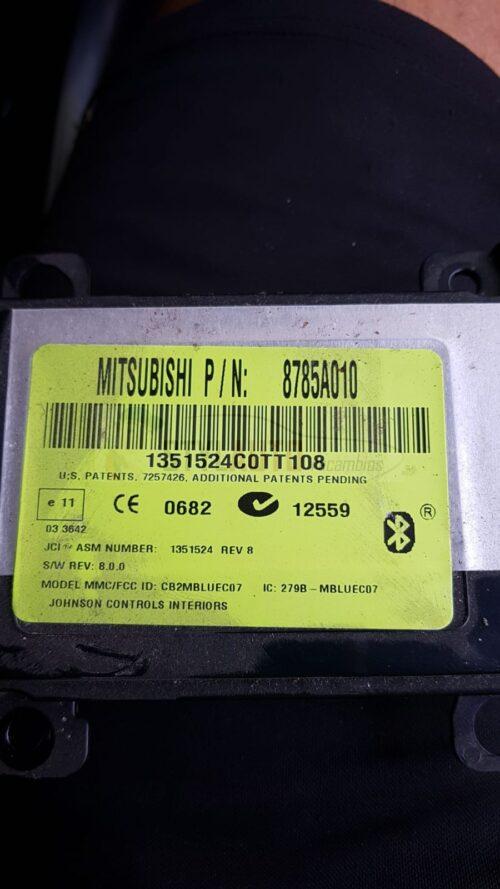 MITSUBISHI P/N: 8785A010
1351524C0TT108
U;S, PATENTS, 7257426, ADDITIONAL PATENTS PENDING
e 11 CE 0682 12559 ®
03 3642
JCI™ ASM NUMBER: 1351524 REV 8
S/W REV: 8.0.0
MODEL MMC/FCC ID: CB2MBLUEC07 IC: 279B-MBLUEC07
JOHNSON CONTROLS INTERIORS